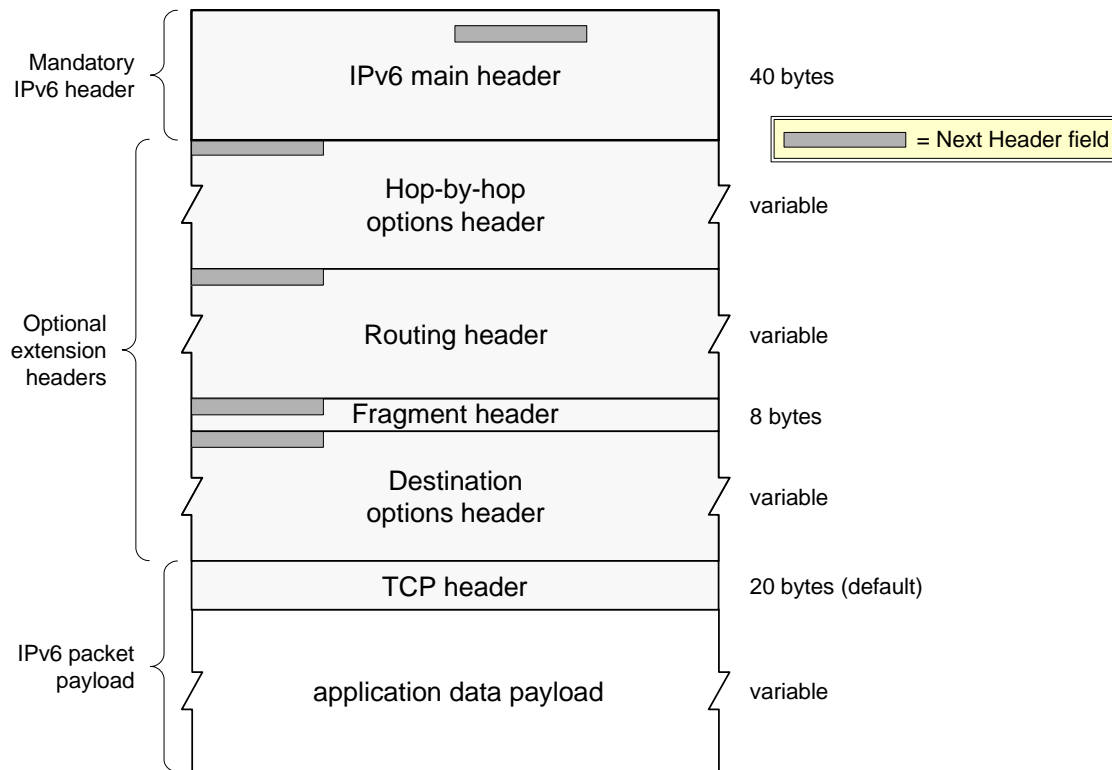 Mandatory
IPv6 header
IPv6 main header
40 bytes
= Next Header field
Hop-by-hop
options header
variable
Optional
extension
headers
Routing header
variable
Fragment header
8 bytes
Destination
options header
variable
TCP header
20 bytes (default)
IPv6 packet
payload
application data payload
variable